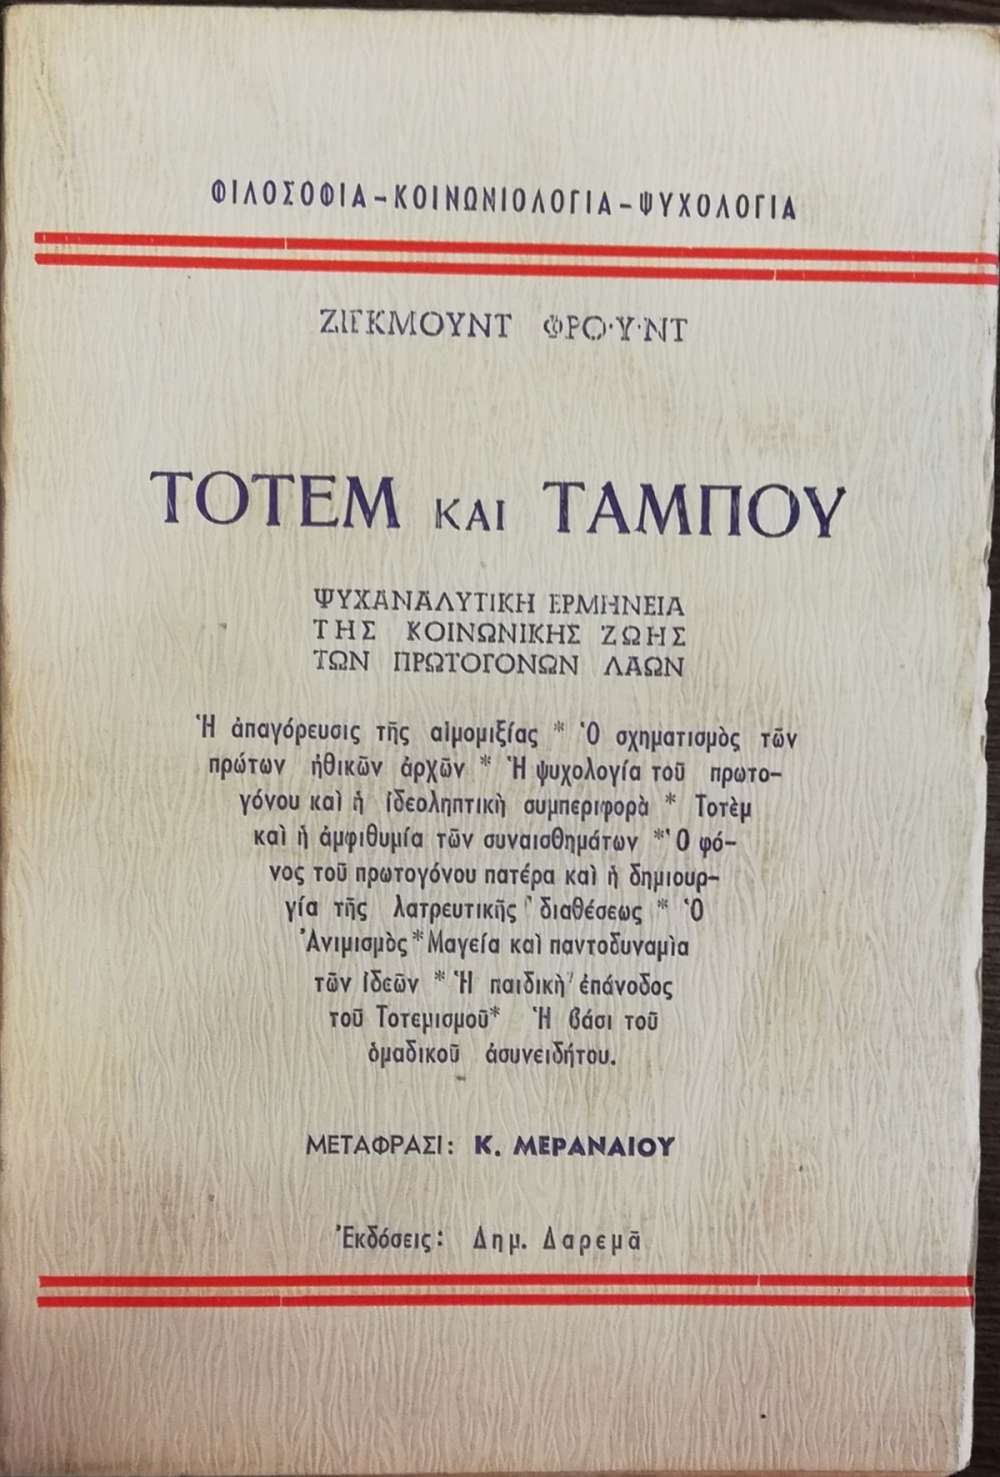 ΦΙΛΟΣΟΦΙΑ-ΚΟΙΝΩΝΙΟΛΟΓΙΑ-ΨΥΧΟΛΟΓΙΑ
ΖΙΓΚΜΟΥΝΤ ΦΡΟ·Υ·ΝΤ
ΤΟΤΕΜ ΚΑΙ ΤΑΜΠΟΥ
ΨΥΧΑΝΑΛΥΤΙΚΗ ΕΡΜΗΝΕΙΑ
ΤΗΣ ΚΟΙΝΩΝΙΚΗΣ ΖΩΗΣ
ΤΩΝ ΠΡΩΤΟΓΟΝΩΝ ΛΑΩΝ
Ἡ ἀπαγόρευσις τῆς αἱμομιξίας * Ὁ σχηματισμὸς τῶν
πρώτων ἠθικῶν ἀρχῶν * Ἡ ψυχολογία τοῦ πρωτο-
γόνου καὶ ἡ ἰδεοληπτικὴ συμπεριφορὰ * Τοτὲμ
καὶ ἡ ἀμφιθυμία τῶν συναισθημάτων * Ὁ φό-
νος τοῦ πρωτογόνου πατέρα καὶ ἡ δημιουρ-
γία τῆς λατρευτικῆς διαθέσεως * Ὁ
Ἀνιμισμὸς * Μαγεία καὶ παντοδυναμὶα
τῶν ἰδεῶν * Ἡ παιδικὴ ἐπάνοδος
τοῦ Τοτεμισμοῦ* Ἡ βάσι τοῦ
ὁμαδικοῦ ἀσυνειδήτου.
ΜΕΤΑΦΡΑΣΙ: Κ. ΜΕΡΑΝΑΙΟΥ
Ἐκδόσεις: Δημ. Δαρεμᾶ